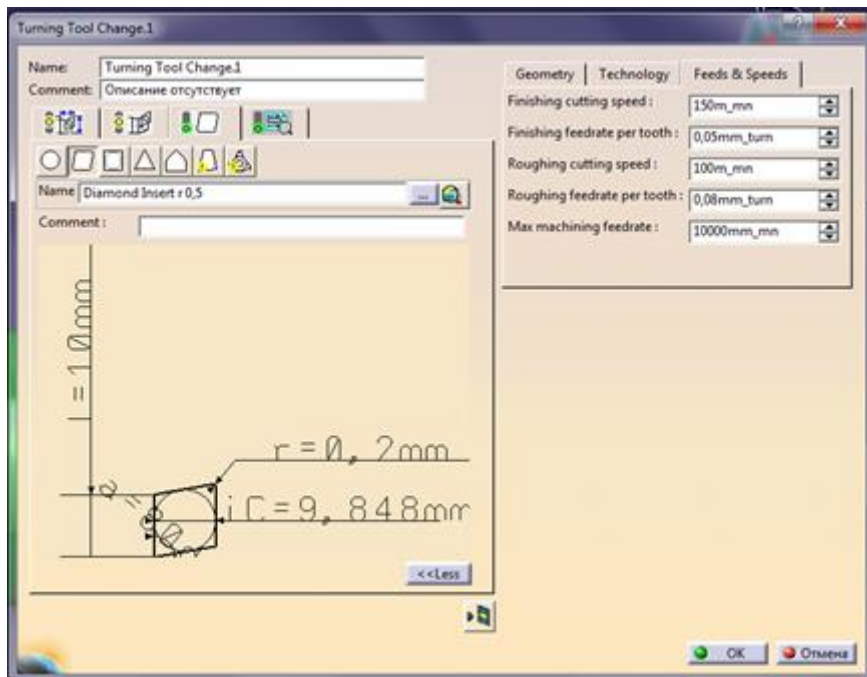 Turning Tool Change.1
Name: Turning Tool Change.1
Comment: Описание отсутствует
Name Diamond Insert r 0,5 ...
Comment :
l=10mm
r=0, 2mm
iC=9, 848mm
<<Less
Geometry Technology Feeds & Speeds
Finishing cutting speed : 150m_mn
Finishing feedrate per tooth : 0,05mm_turn
Roughing cutting speed : 100m_mn
Roughing feedrate per tooth : 0,08mm_turn
Max machining feedrate : 10000mm_mn
OK Отмена